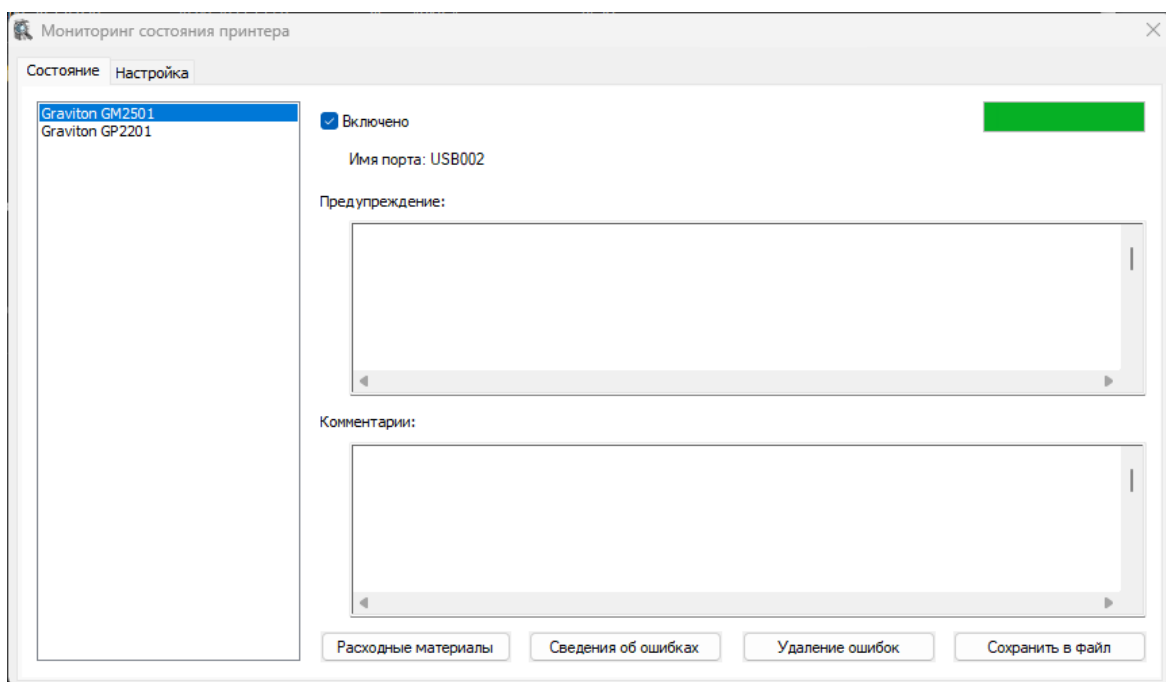 Мониторинг состояния принтера
Состояние Настройка
Graviton GM2501
Graviton GP2201
Включено
Имя порта: USB002
Предупреждение:
Комментарии:
Расходные материалы Сведения об ошибках Удаление ошибок Сохранить в файл